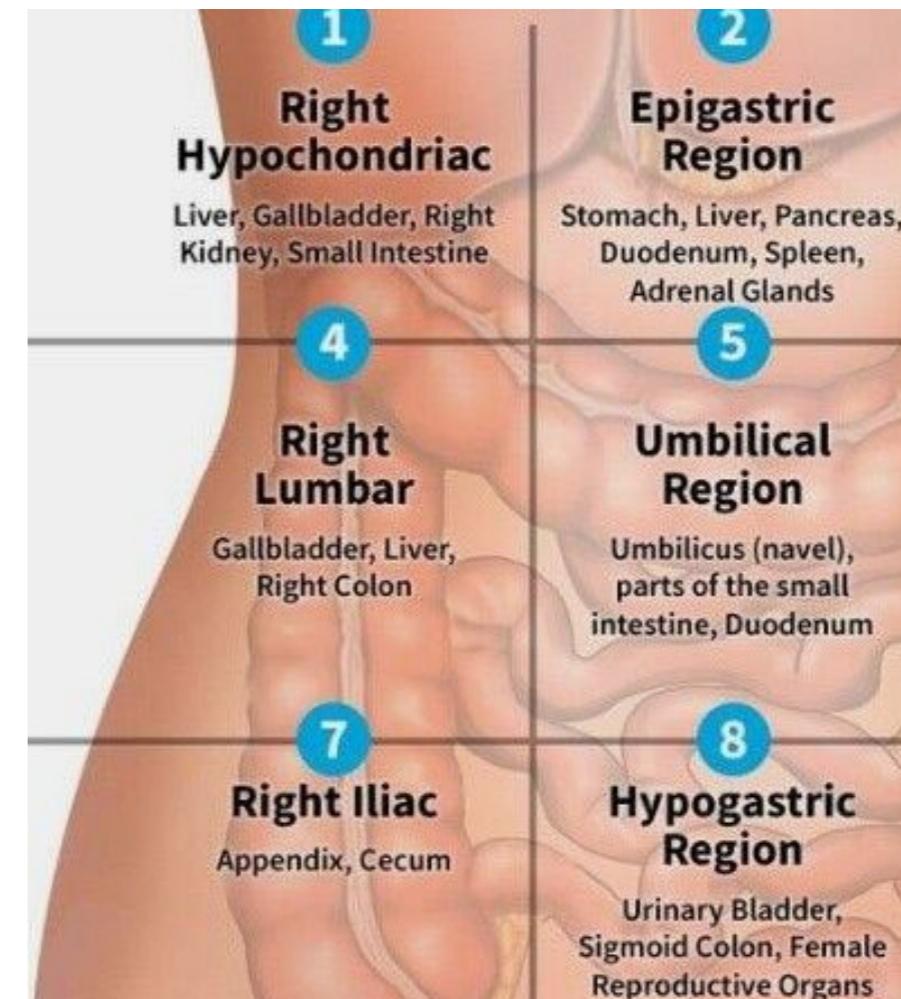 1
Right
Hypochondriac
Liver, Gallbladder, Right
Kidney, Small Intestine
2
Epigastric
Region
Stomach, Liver, Pancreas,
Duodenum, Spleen,
Adrenal Glands
4
Right
Lumbar
Gallbladder, Liver,
Right Colon
5
Umbilical
Region
Umbilicus (navel),
parts of the small
intestine, Duodenum
7
Right Iliac
Appendix, Cecum
8
Hypogastric
Region
Urinary Bladder,
Sigmoid Colon, Female
Reproductive Organs